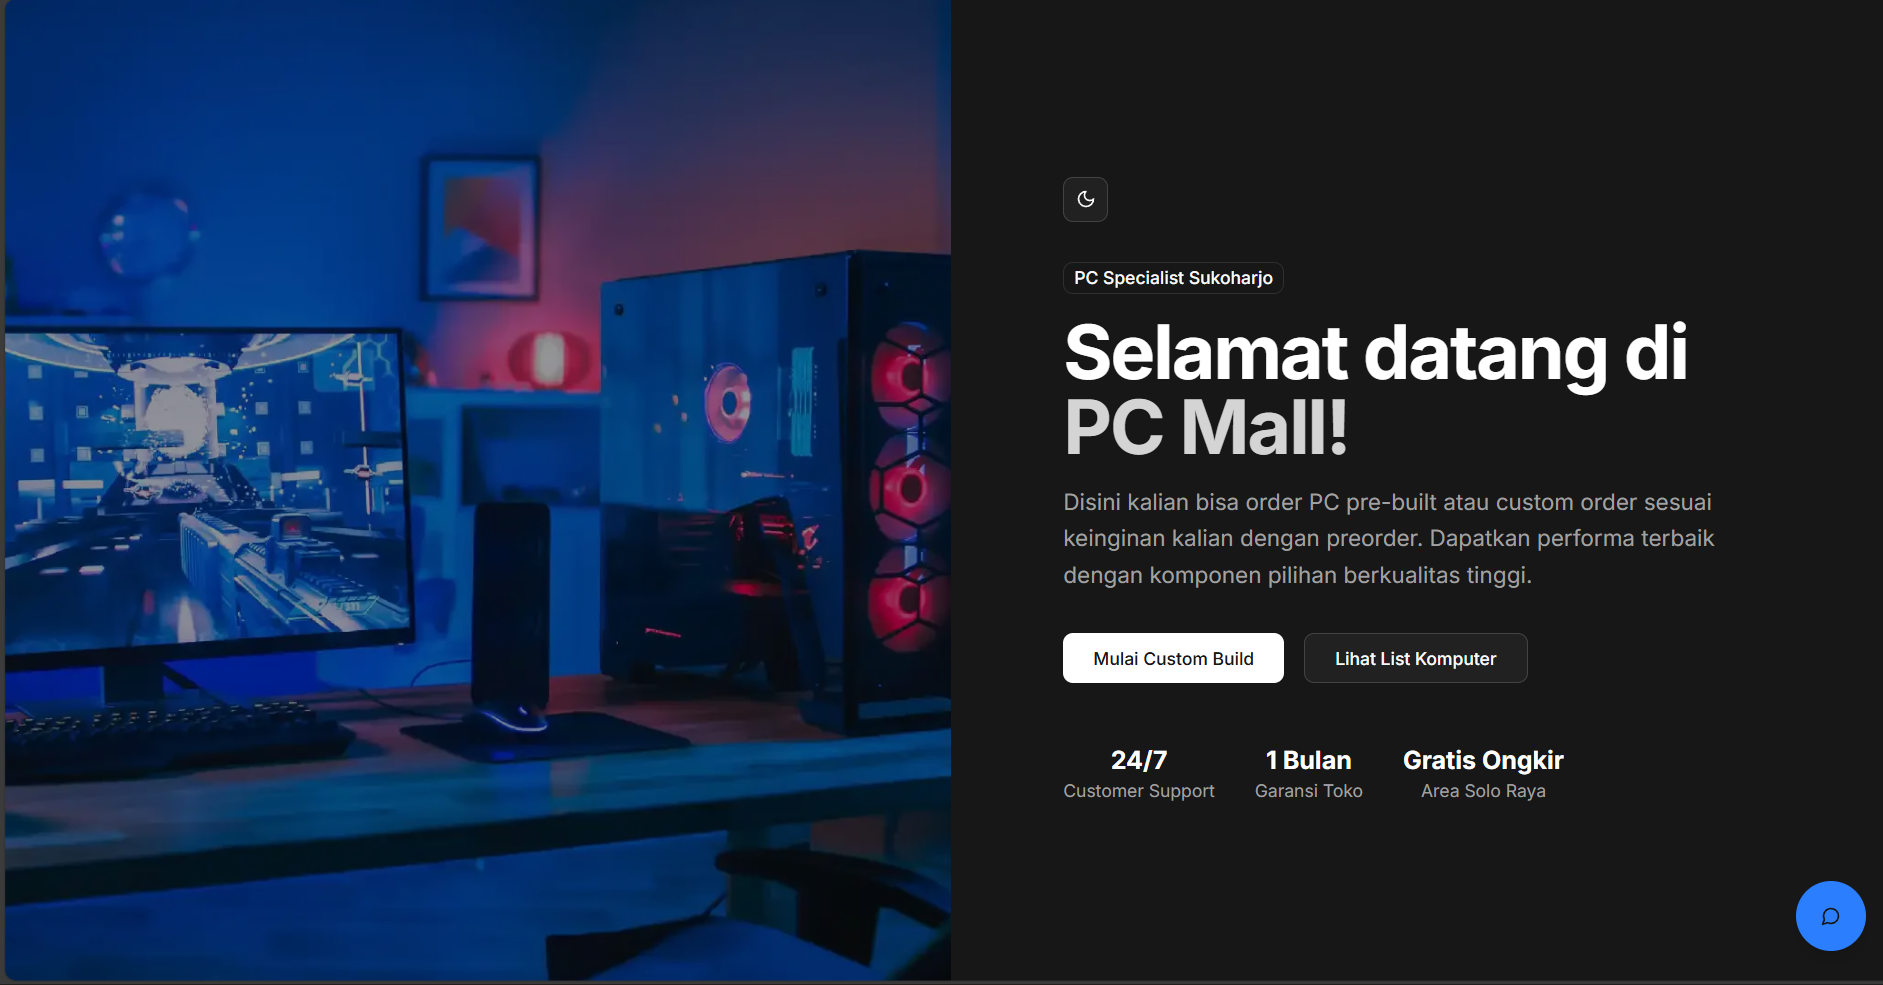 PC Specialist Sukoharjo
Selamat datang di
PC Mall!
Disini kalian bisa order PC pre-built atau custom order sesuai
keinginan kalian dengan preorder. Dapatkan performa terbaik
dengan komponen pilihan berkualitas tinggi.
Mulai Custom Build
Lihat List Komputer
24/7
Customer Support
1 Bulan
Garansi Toko
Gratis Ongkir
Area Solo Raya